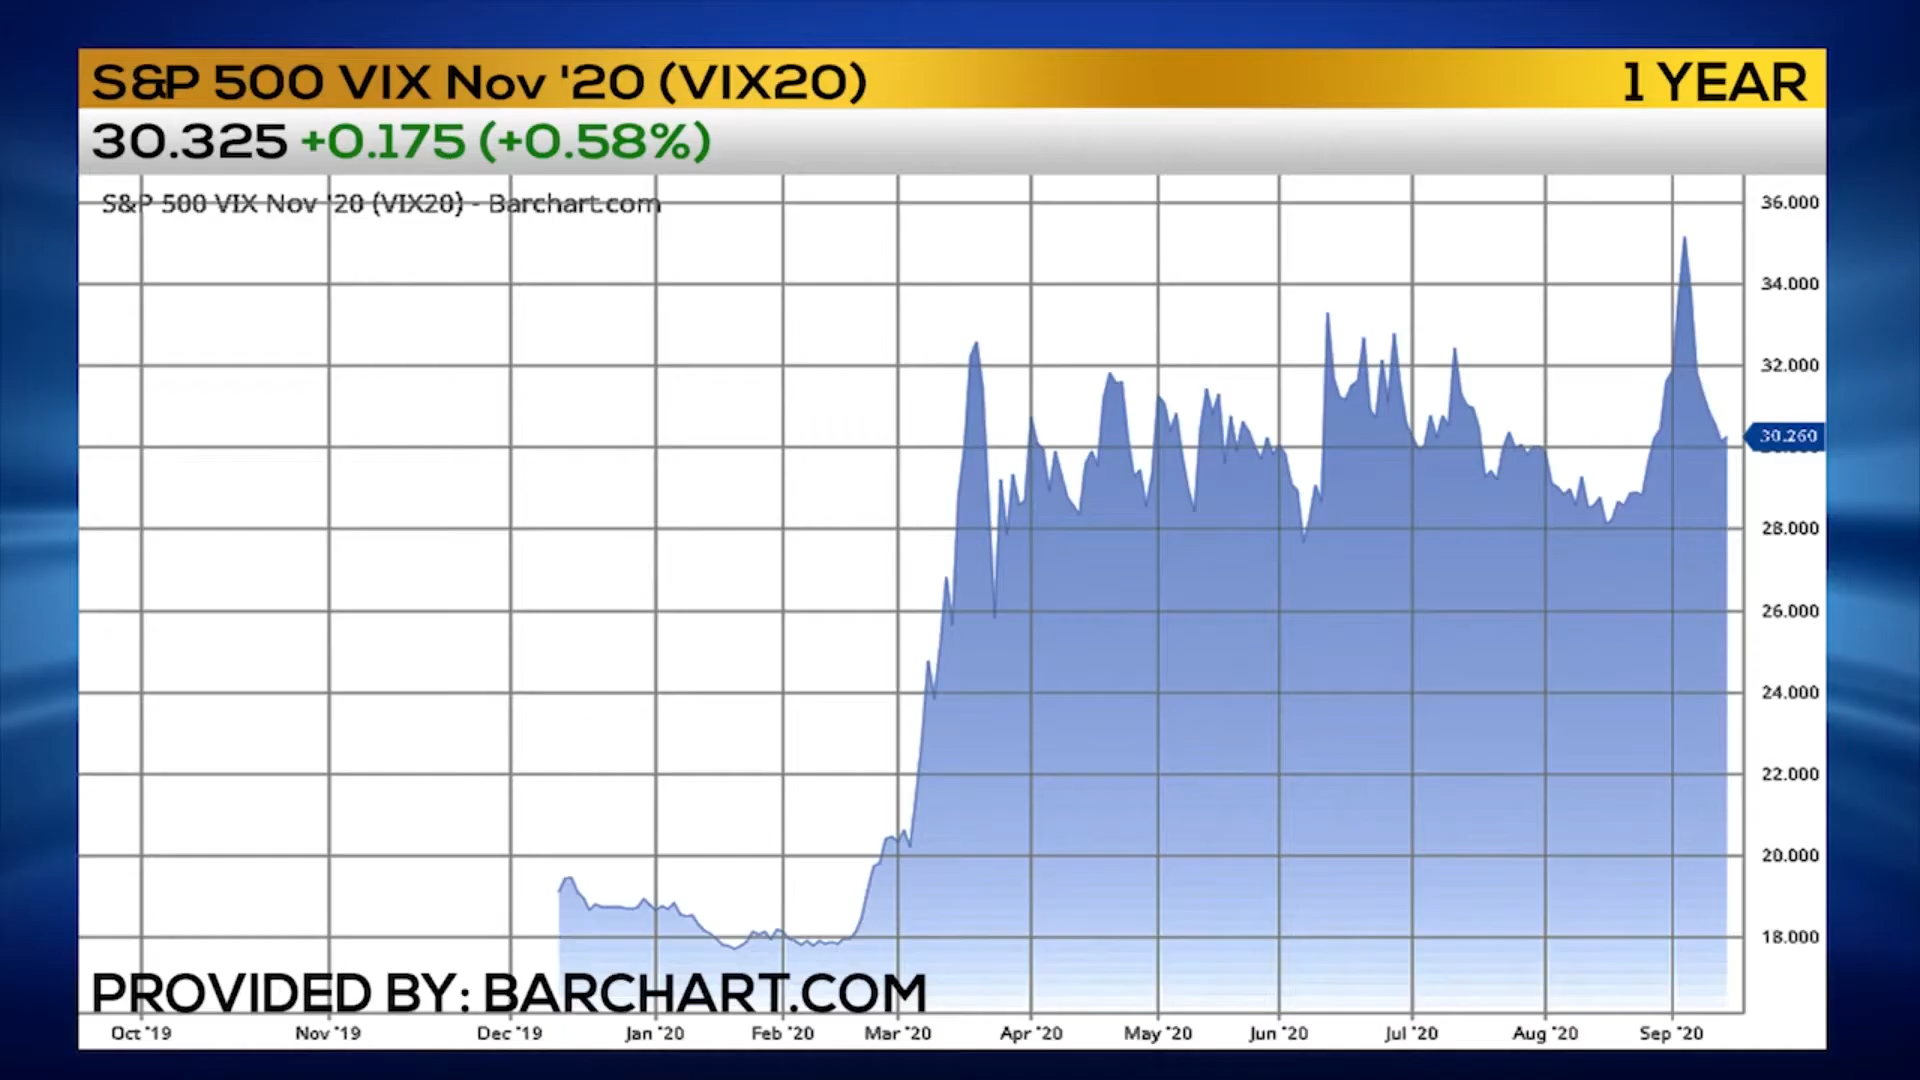 S&P 500 VIX Nov '20 (VIX20)
1 YEAR
30.325 +0.175 (+0.58%)
S&P 500 VIX Nov '20 (VIX20) - Barchart.com
36.000
34.000
32.000
30.260
28.000
26.000
24.000
22.000
20.000
18.000
PROVIDED BY: BARCHART.COM
Oct '19 Nov '19 Dec '19 Jan '20 Feb '20 Mar '20 Apr '20 May '20 Jun '20 Jul '20 Aug '20 Sep '20